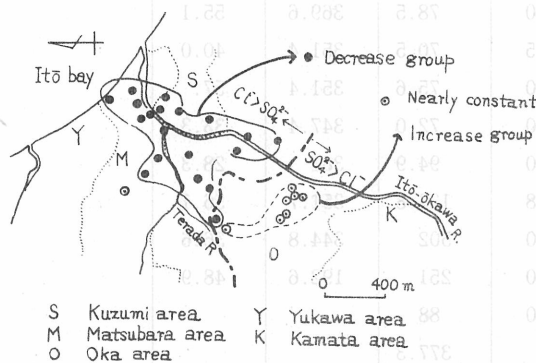 Itō bay
S
Decrease group
Cl⁻>SO₄²⁻
Nearly constant
SO₄²⁻>Cl⁻
Increase group
Y
M
Itō-ōkawa R.
K
Terada R.
O
0 400 m
S Kuzumi area Y Yukawa area
M Matsubara area K Kamata area
O Oka area